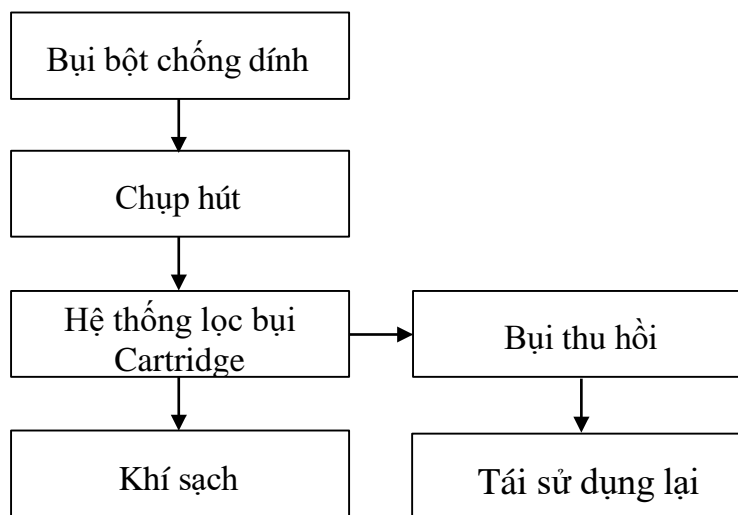 Bụi bột chống dính
Chụp hút
Hệ thống lọc bụi
Cartridge
Bụi thu hồi
Khí sạch
Tái sử dụng lại